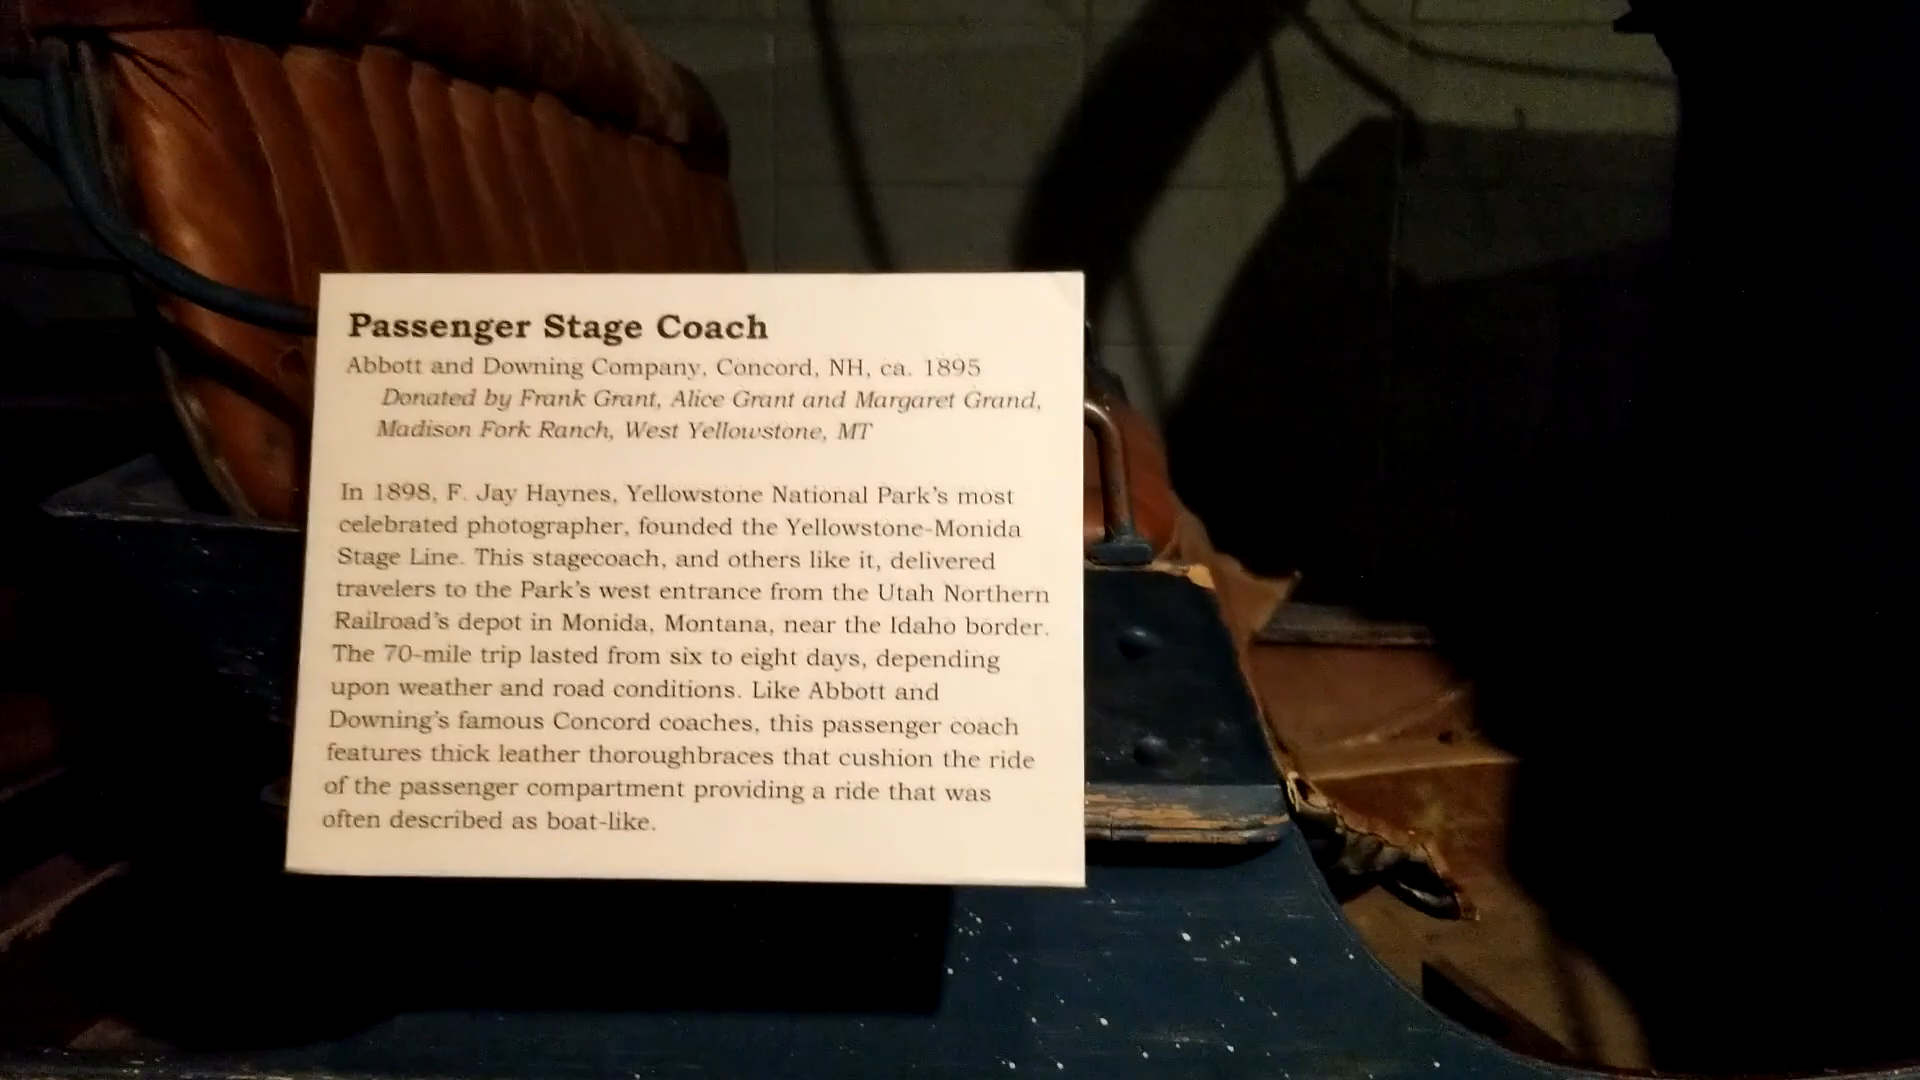 Passenger Stage Coach
Abbott and Downing Company, Concord, NH, ca. 1895
Donated by Frank Grant, Alice Grant and Margaret Grand,
Madison Fork Ranch, West Yellowstone, MT
In 1898, F. Jay Haynes, Yellowstone National Park's most
celebrated photographer, founded the Yellowstone-Monida
Stage Line. This stagecoach, and others like it, delivered
travelers to the Park's west entrance from the Utah Northern
Railroad's depot in Monida, Montana, near the Idaho border.
The 70-mile trip lasted from six to eight days, depending
upon weather and road conditions. Like Abbott and
Downing's famous Concord coaches, this passenger coach
features thick leather thoroughbraces that cushion the ride
of the passenger compartment providing a ride that was
often described as boat-like.